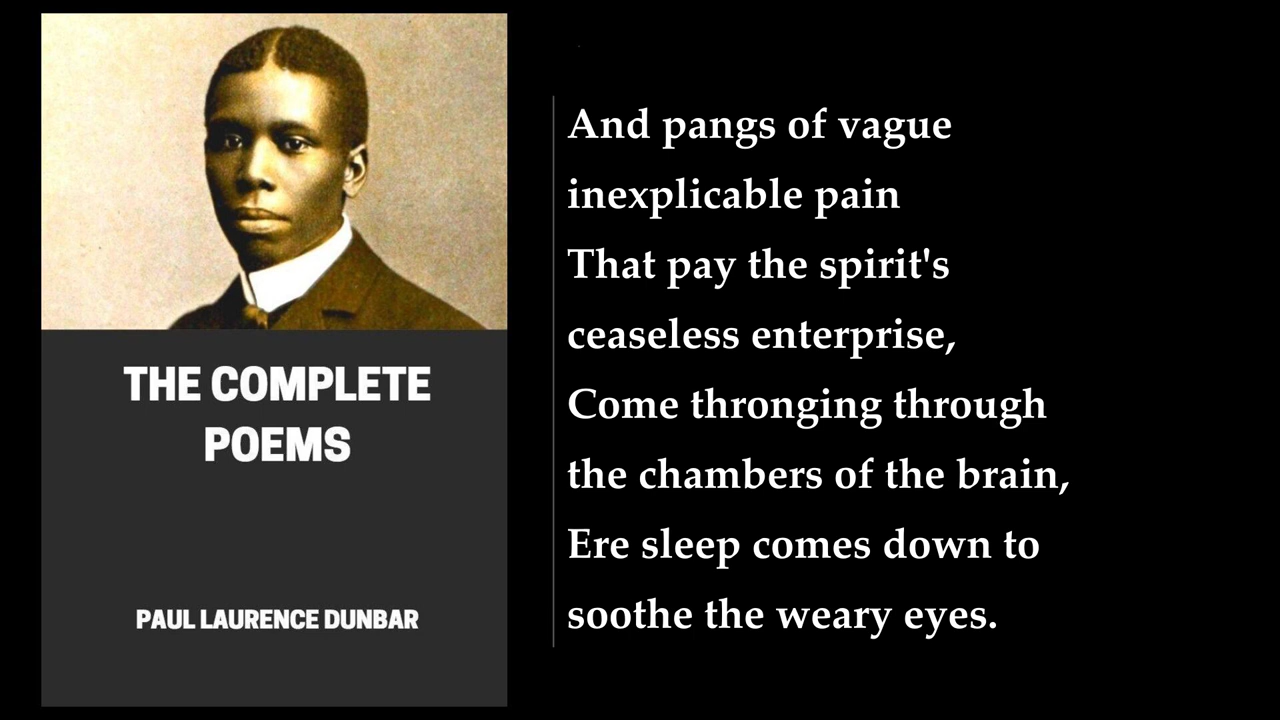 THE COMPLETE
POEMS
PAUL LAURENCE DUNBAR
And pangs of vague
inexplicable pain
That pay the spirit's
ceaseless enterprise,
Come thronging through
the chambers of the brain,
Ere sleep comes down to
soothe the weary eyes.